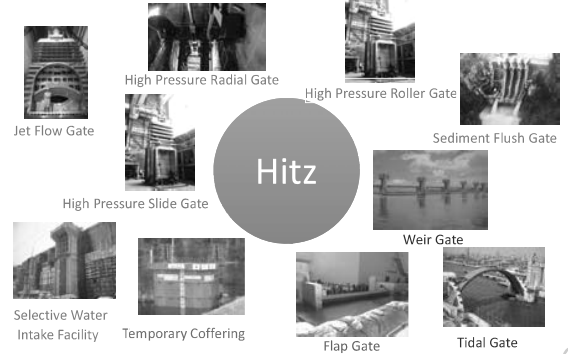 High Pressure Radial Gate
High Pressure Roller Gate
Jet Flow Gate
Sediment Flush Gate
Hitz
High Pressure Slide Gate
Weir Gate
Selective Water
Intake Facility
Temporary Coffering
Flap Gate
Tidal Gate